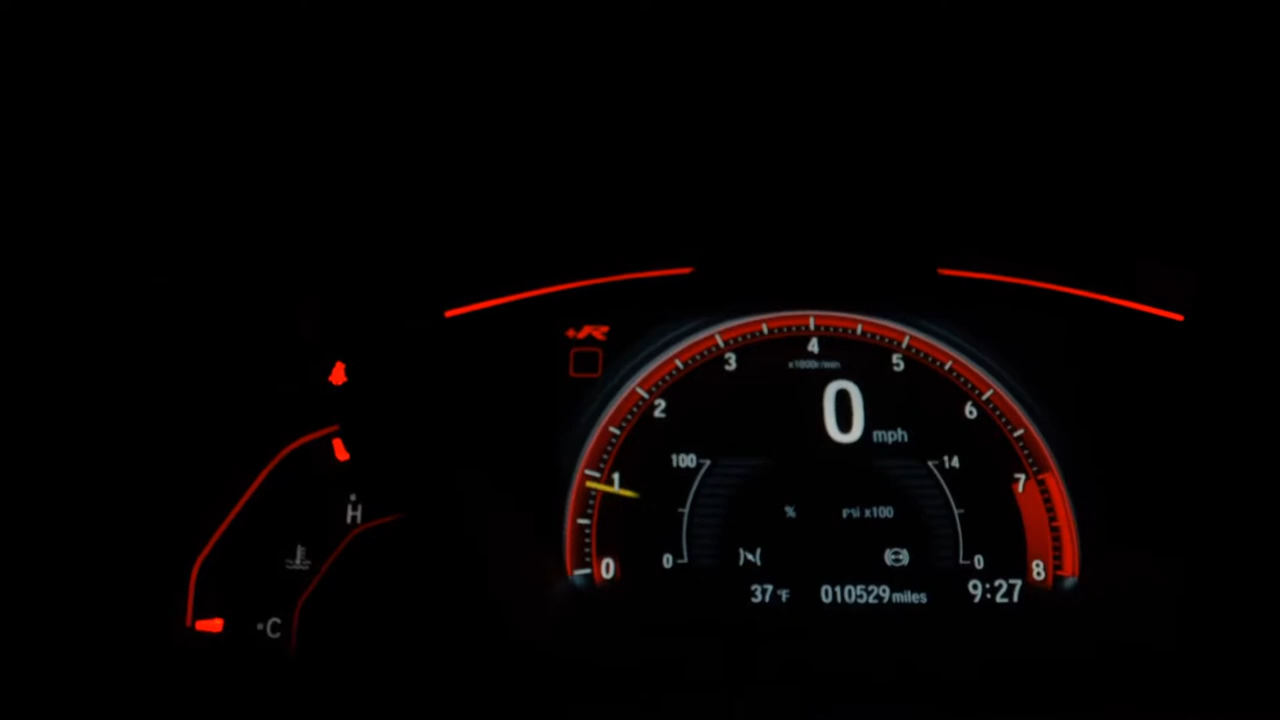 +R
4
3 5
x1000r/min
2 6
0 mph
100 14
1 7
% psi x100
H
0 0
0 8
37 °F 010529 miles 9:27
C